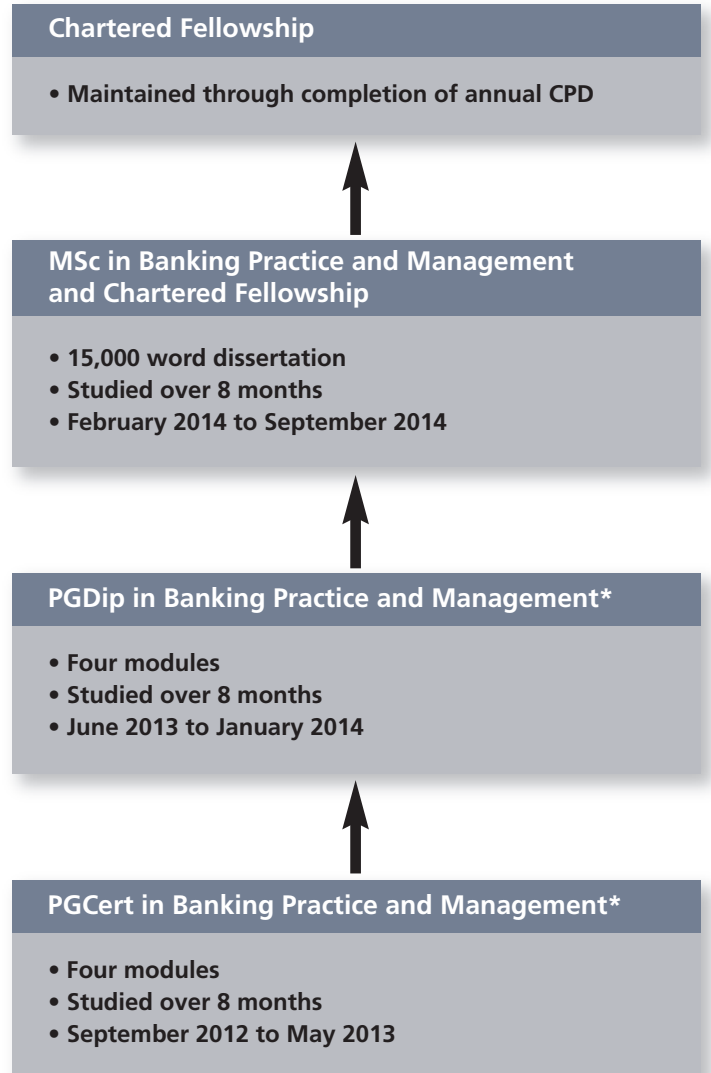 Chartered Fellowship
• Maintained through completion of annual CPD
MSc in Banking Practice and Management
and Chartered Fellowship
• 15,000 word dissertation
• Studied over 8 months
• February 2014 to September 2014
PGDip in Banking Practice and Management*
• Four modules
• Studied over 8 months
• June 2013 to January 2014
PGCert in Banking Practice and Management*
• Four modules
• Studied over 8 months
• September 2012 to May 2013